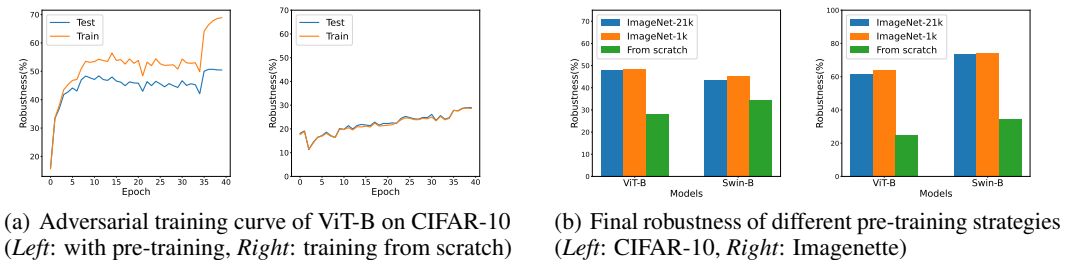 Test
Train
Robustness(%)
70
60
50
40
30
20
0 5 10 15 20 25 30 35 40
Epoch
Test
Train
Robustness(%)
70
60
50
40
30
20
10
0
0 5 10 15 20 25 30 35 40
Epoch
ImageNet-21k
ImageNet-1k
From scratch
Robustness(%)
70
60
50
40
30
20
10
0
ViT-B Swin-B
Models
ImageNet-21k
ImageNet-1k
From scratch
Robustness(%)
100
80
60
40
20
0
ViT-B Swin-B
Models
(a) Adversarial training curve of ViT-B on CIFAR-10
(Left: with pre-training, Right: training from scratch)
(b) Final robustness of different pre-training strategies
(Left: CIFAR-10, Right: Imagenette)